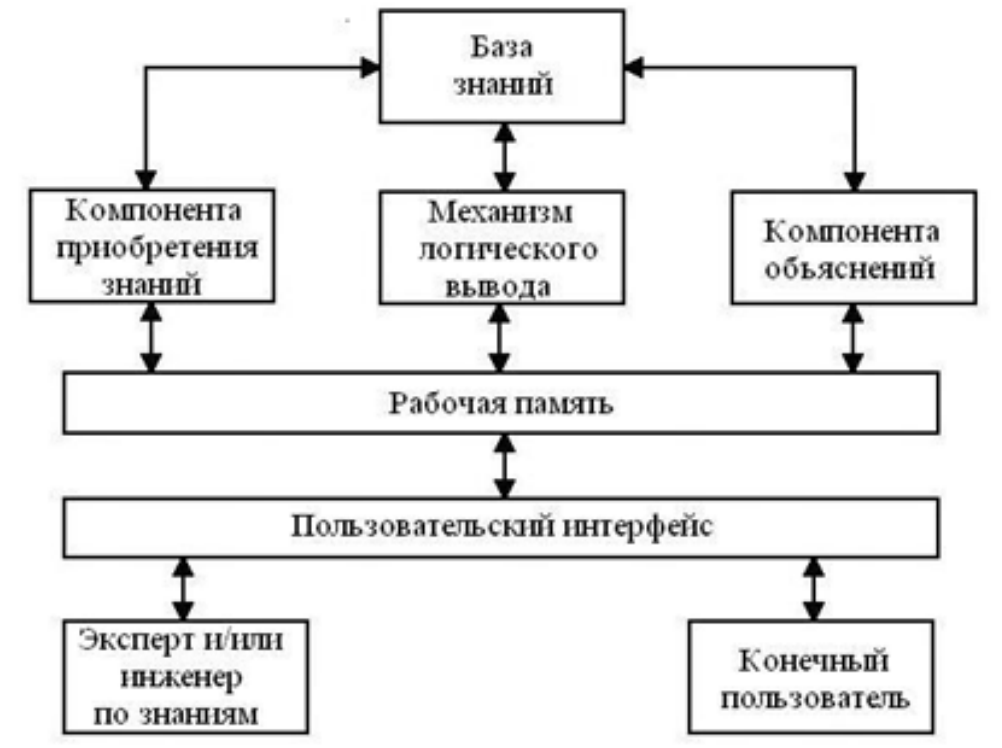 База
знаний
Компонента
приобретения
знаний
Механизм
логического
вывода
Компонента
обьяснений
Рабочая память
Пользовательский интерфейс
Эксперт и/или
инженер
по знаниям
Конечный
пользователь